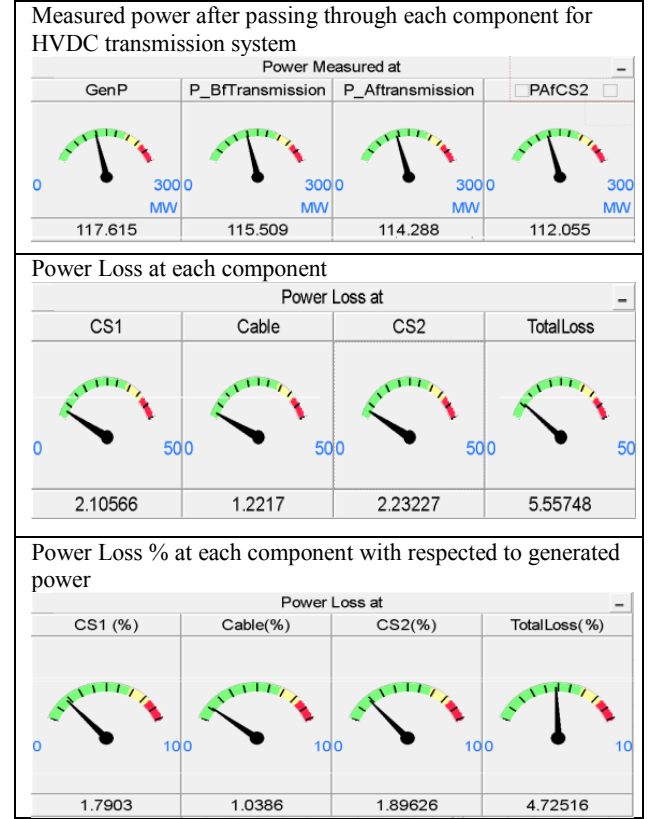 Measured power after passing through each component for
HVDC transmission system
Power Measured at
GenP P_BfTransmission P_Aftransmission PAfCS2
0 300 0 300 0 300 0 300
MW MW MW MW
117.615 115.509 114.288 112.055
Power Loss at each component
Power Loss at
CS1 Cable CS2 TotalLoss
0 50 0 50 0 50 0 50
2.10566 1.2217 2.23227 5.55748
Power Loss % at each component with respected to generated
power
Power Loss at
CS1 (%) Cable(%) CS2(%) TotalLoss(%)
0 10 0 10 0 10 0 10
1.7903 1.0386 1.89626 4.72516